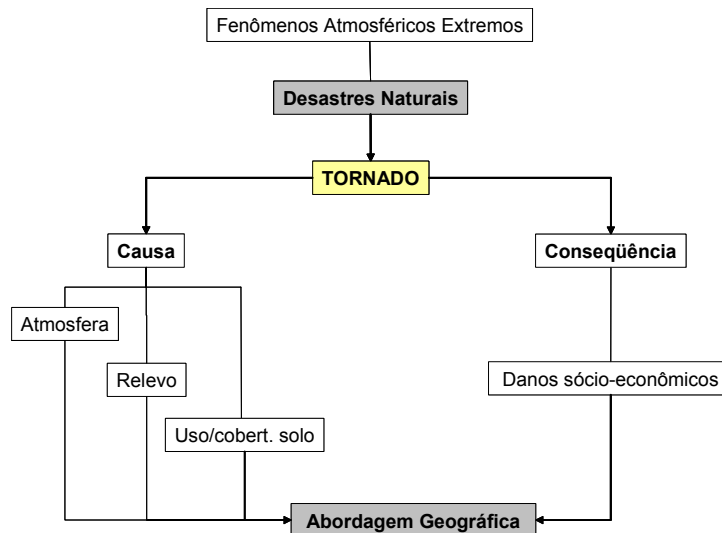 Fenômenos Atmosféricos Extremos
Desastres Naturais
TORNADO
Causa
Conseqüência
Atmosfera
Relevo
Danos sócio-econômicos
Uso/cobert. solo
Abordagem Geográfica